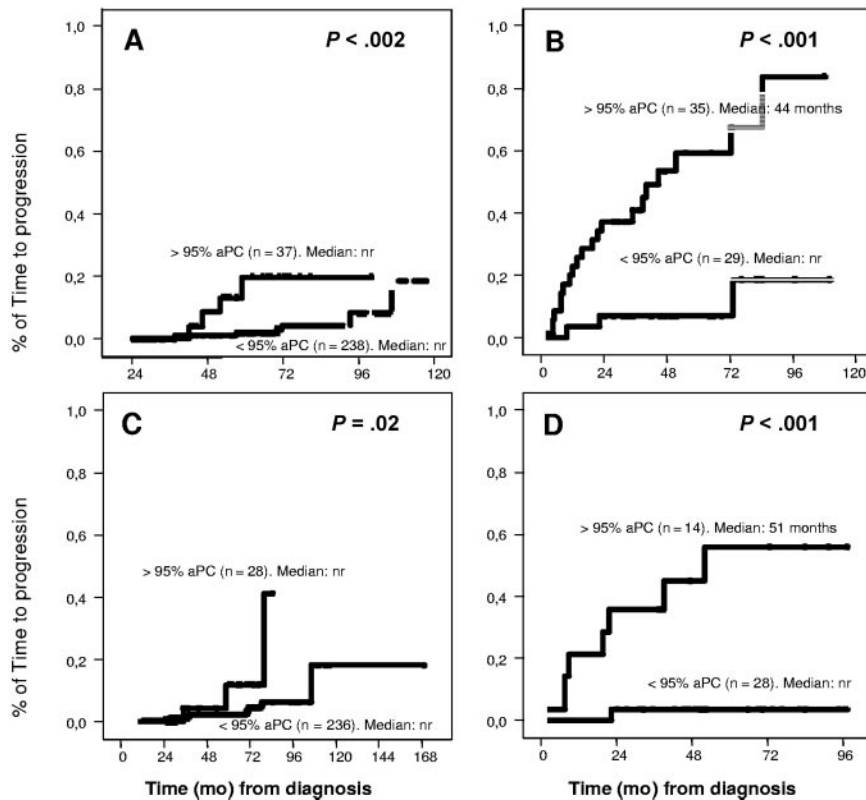 A
P < .002
% of Time to progression
1,0
0,8
0,6
0,4
0,2
0,0
> 95% aPC (n = 37). Median: nr
< 95% aPC (n = 238). Median: nr
24 48 72 96 120
B
P < .001
1,0
0,8
0,6
0,4
0,2
0,0
> 95% aPC (n = 35). Median: 44 months
< 95% aPC (n = 29). Median: nr
0 24 48 72 96 120
C
P = .02
% of Time to progression
1,0
0,8
0,6
0,4
0,2
0,0
> 95% aPC (n = 28). Median: nr
< 95% aPC (n = 236). Median: nr
0 24 48 72 96 120 144 168
Time (mo) from diagnosis
D
P < .001
1,0
0,8
0,6
0,4
0,2
0,0
> 95% aPC (n = 14). Median: 51 months
< 95% aPC (n = 28). Median: nr
0 24 48 72 96
Time (mo) from diagnosis